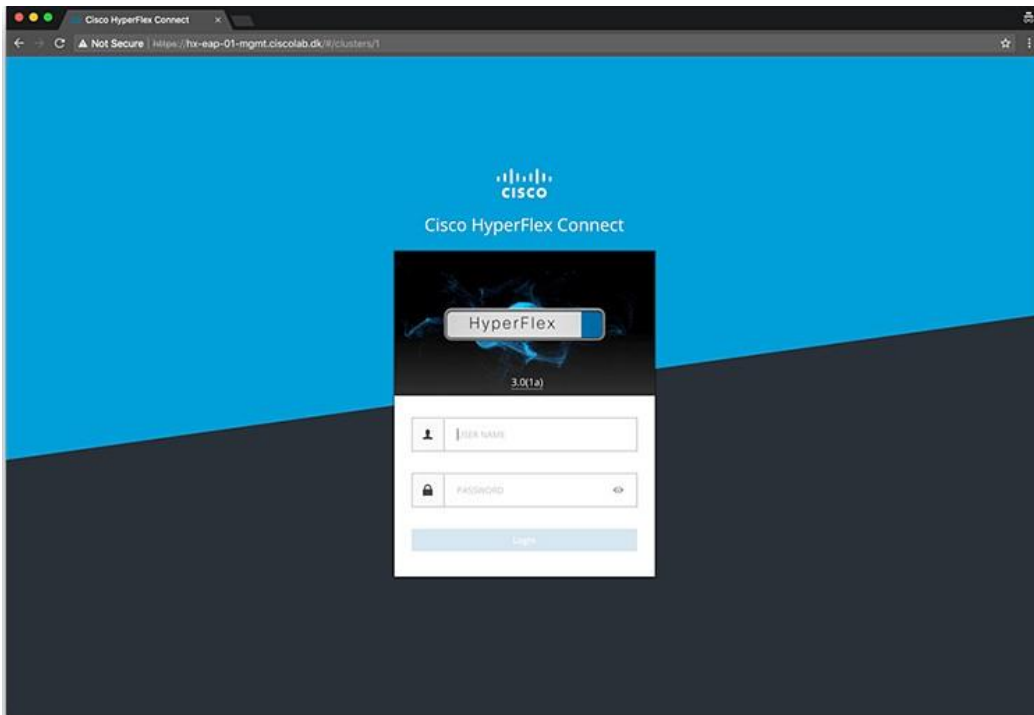 Cisco HyperFlex Connect
Not Secure | https://hx-eap-01-mgmt.ciscolab.dk/#/clusters/1
CISCO
Cisco HyperFlex Connect
HyperFlex
3.0(1a)
USER NAME
PASSWORD
Login